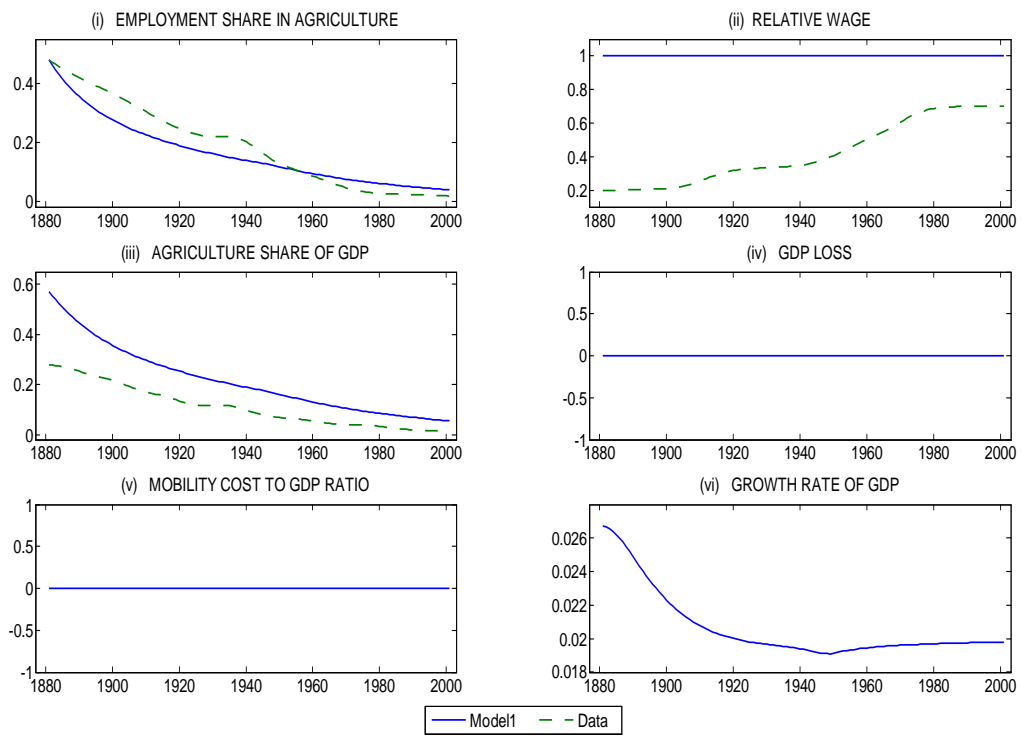 (i) EMPLOYMENT SHARE IN AGRICULTURE
0.4
0.2
0
1880 1900 1920 1940 1960 1980 2000
(ii) RELATIVE WAGE
1
0.8
0.6
0.4
0.2
1880 1900 1920 1940 1960 1980 2000
(iii) AGRICULTURE SHARE OF GDP
0.6
0.4
0.2
0
1880 1900 1920 1940 1960 1980 2000
(iv) GDP LOSS
1
0.5
0
-0.5
-1
1880 1900 1920 1940 1960 1980 2000
(v) MOBILITY COST TO GDP RATIO
1
0.5
0
-0.5
-1
1880 1900 1920 1940 1960 1980 2000
(vi) GROWTH RATE OF GDP
0.026
0.024
0.022
0.02
0.018
1880 1900 1920 1940 1960 1980 2000
Model1 Data